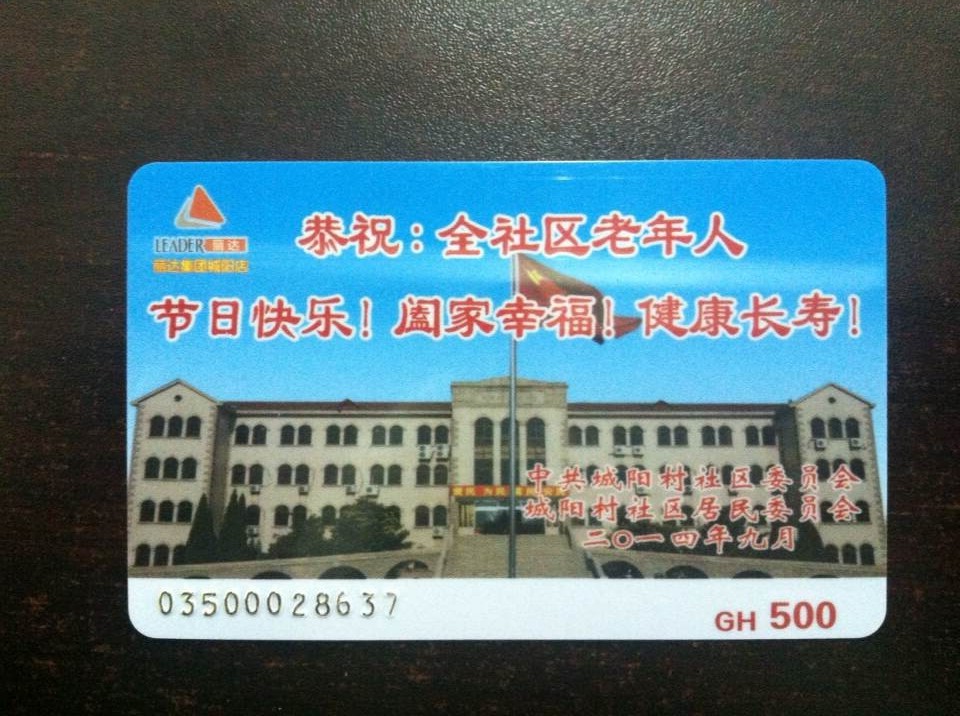 LEADER 丽达
丽达集团城阳店
恭祝：全社区老年人
节日快乐！阖家幸福！健康长寿！
中共城阳村社区委员会
城阳村社区居民委员会
二〇一四年九月
03500028637
GH 500